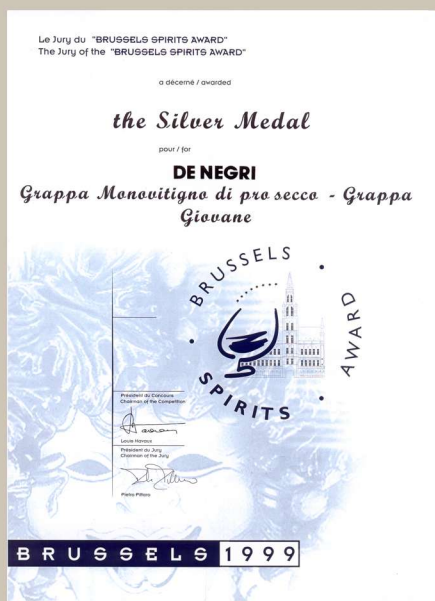 Le Jury du "BRUSSELS SPIRITS AWARD"
The Jury of the "BRUSSELS SPIRITS AWARD"
a décerné / awarded
the Silver Medal
pour / for
DE NEGRI
Grappa Monovitigno di pro secco - Grappa
Giovane
BRUSSELS
SPIRITS
AWARD
Président du Concours
Chairman of the Competition
Louis Havaux
Président du Jury
Chairman of the Jury
Pietro Pittaro
BRUSSELS 1999